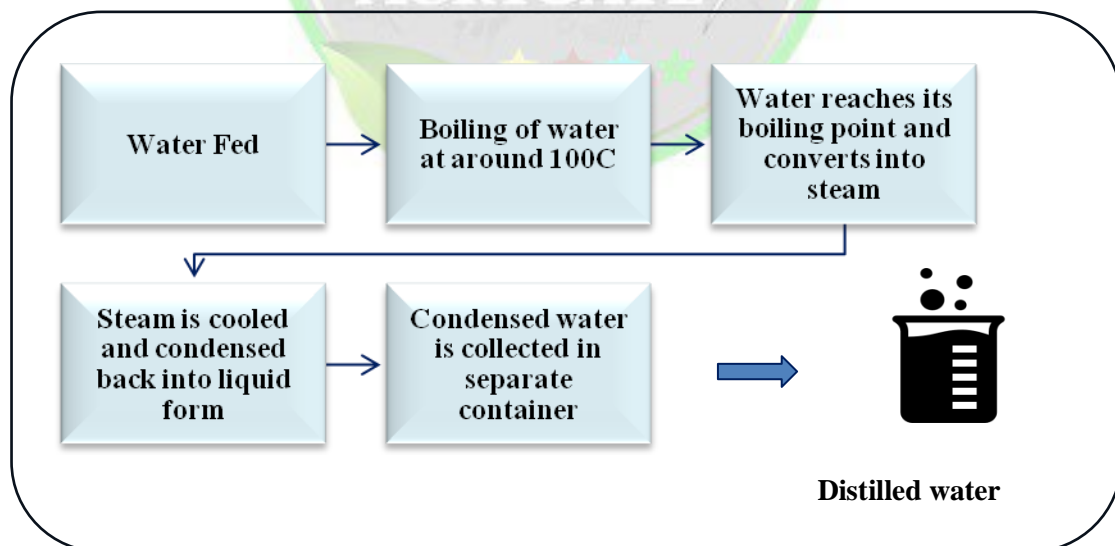 Water Fed
Boiling of water
at around 100C
Water reaches its
boiling point and
converts into
steam
Steam is cooled
and condensed
back into liquid
form
Condensed water
is collected in
separate
container
Distilled water